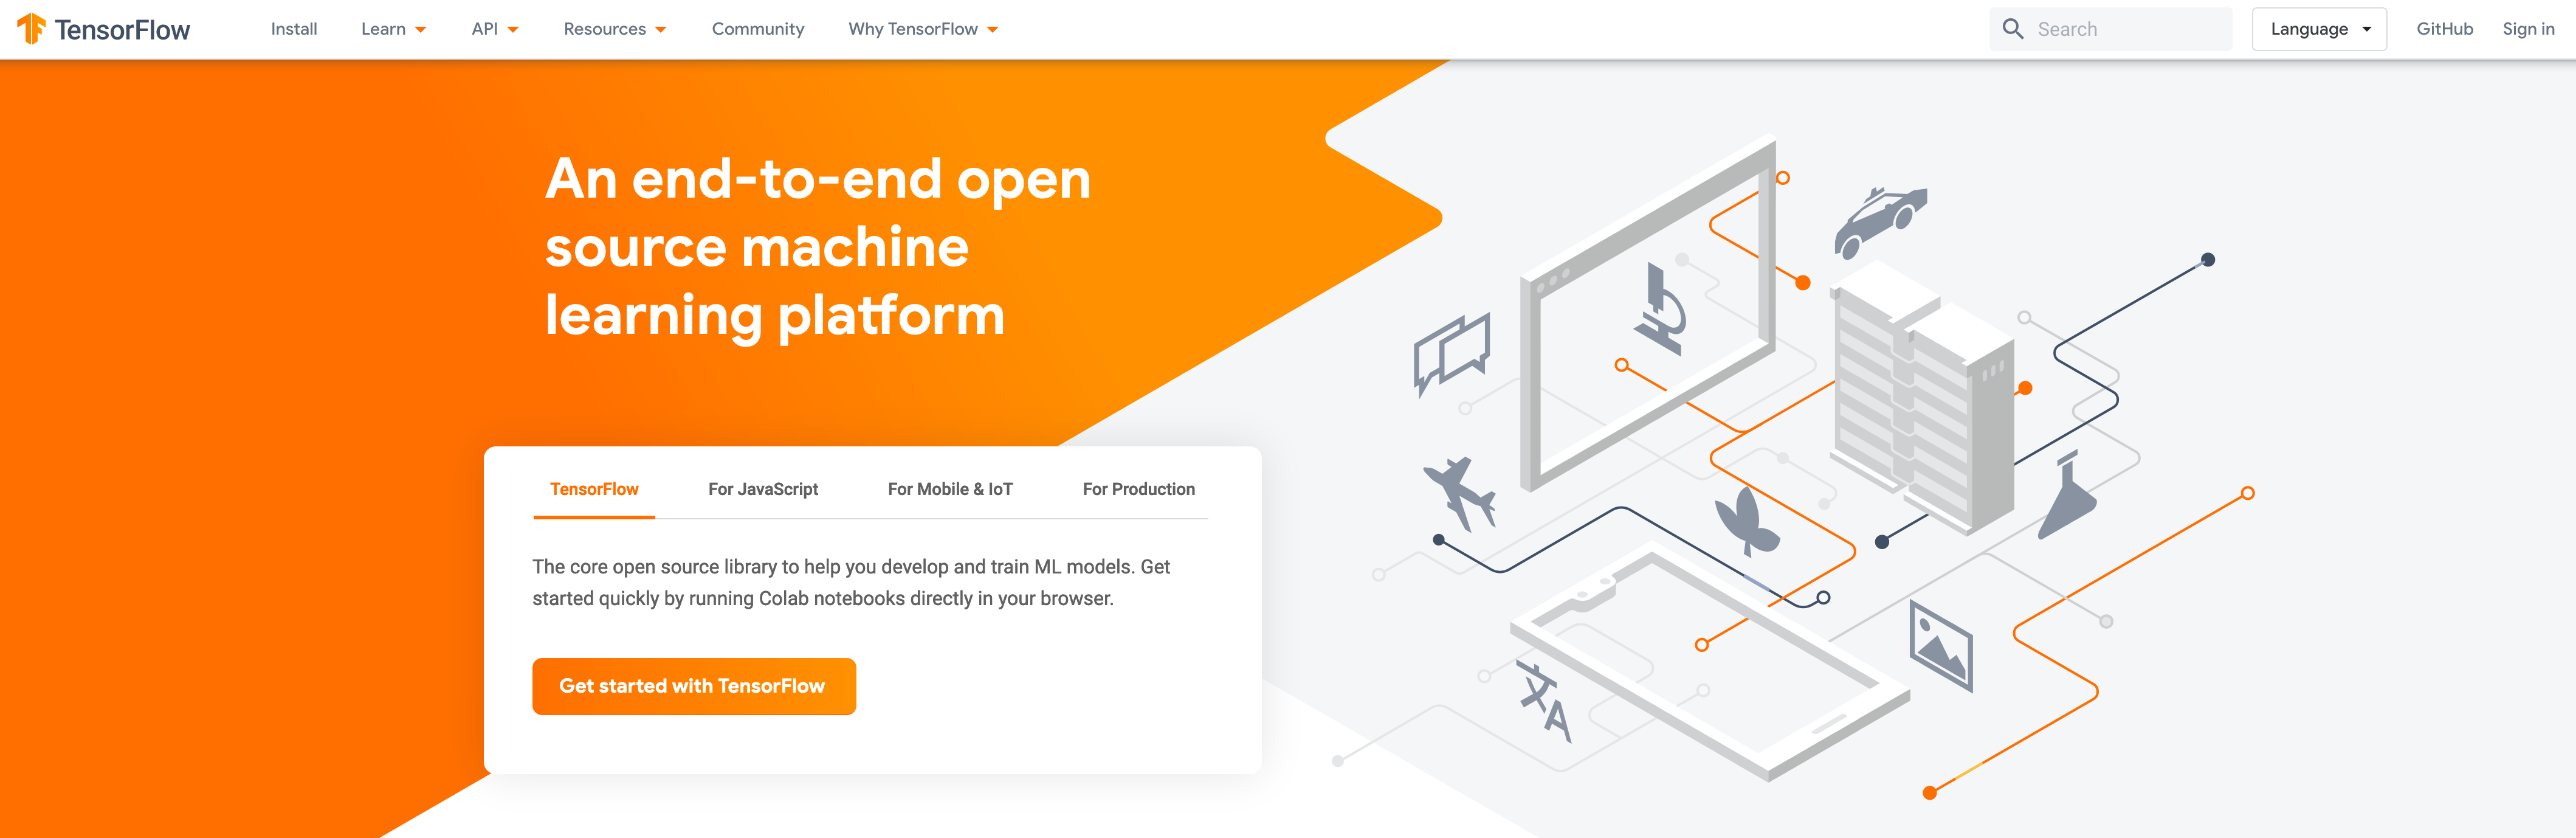 TensorFlow
Install
Learn
API
Resources
Community
Why TensorFlow
Search
Language
GitHub
Sign in
An end-to-end open
source machine
learning platform
TensorFlow
For JavaScript
For Mobile & IoT
For Production
The core open source library to help you develop and train ML models. Get
started quickly by running Colab notebooks directly in your browser.
Get started with TensorFlow
文A